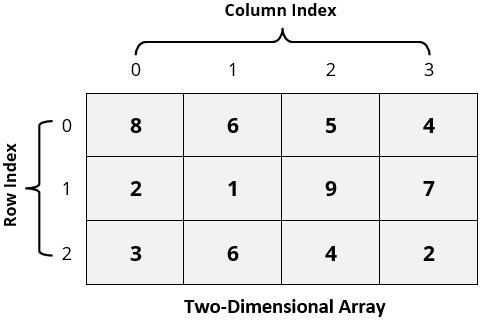 Column Index
0 1 2 3
0 8 6 5 4
Row Index
1 2 1 9 7
2 3 6 4 2
Two-Dimensional Array